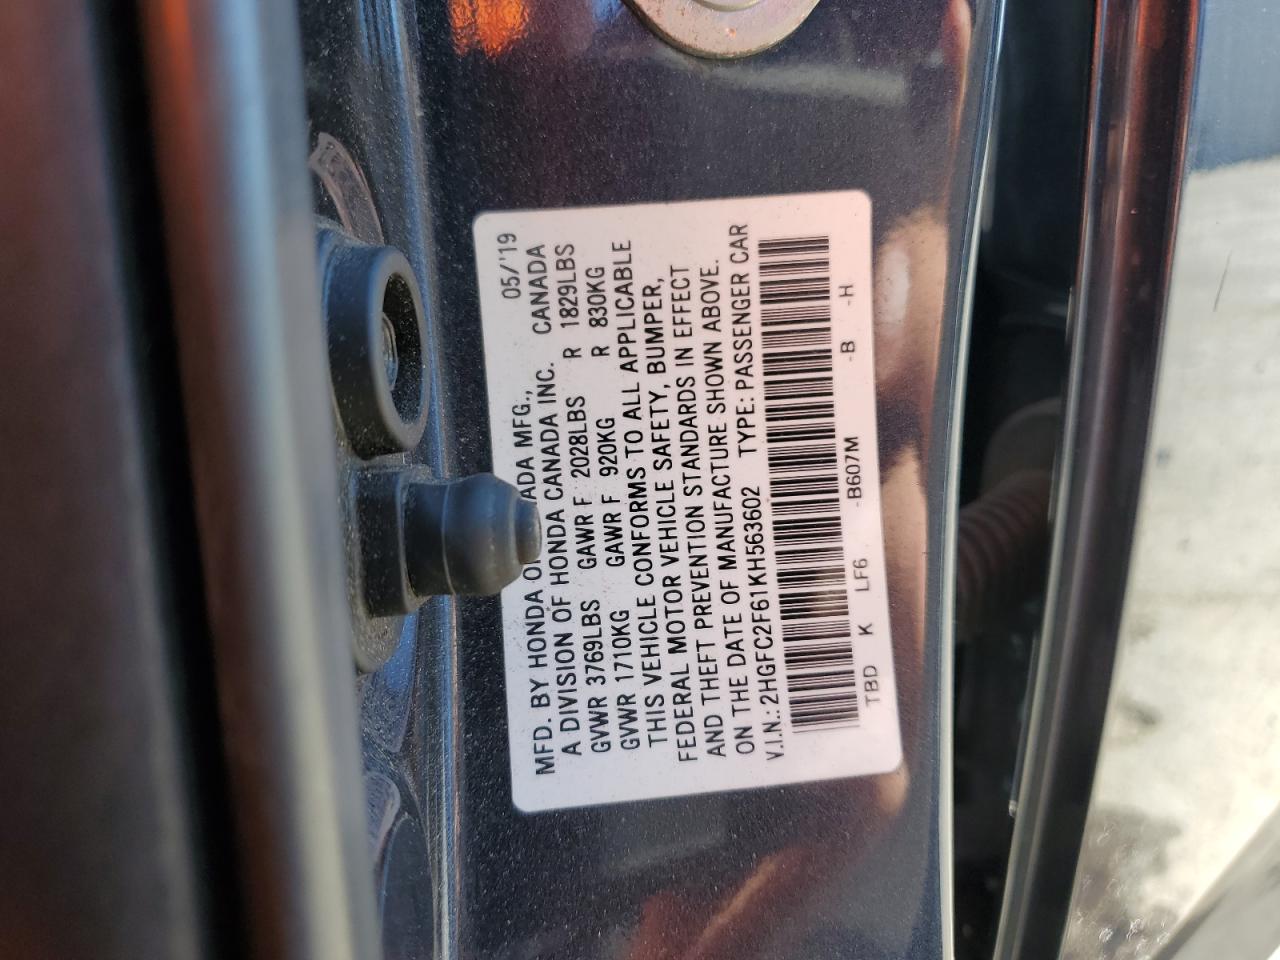 MFD. BY HONDA OF CANADA MFG., 05/'19
A DIVISION OF HONDA CANADA INC. CANADA
GVWR 3769LBS GAWR F 2028LBS R 1829LBS
GVWR 1710KG GAWR F 920KG R 830KG
THIS VEHICLE CONFORMS TO ALL APPLICABLE
FEDERAL MOTOR VEHICLE SAFETY, BUMPER,
AND THEFT PREVENTION STANDARDS IN EFFECT
ON THE DATE OF MANUFACTURE SHOWN ABOVE.
V.I.N.: 2HGFC2F61KH563602 TYPE: PASSENGER CAR
TBD K LF6 -B607M -B -H